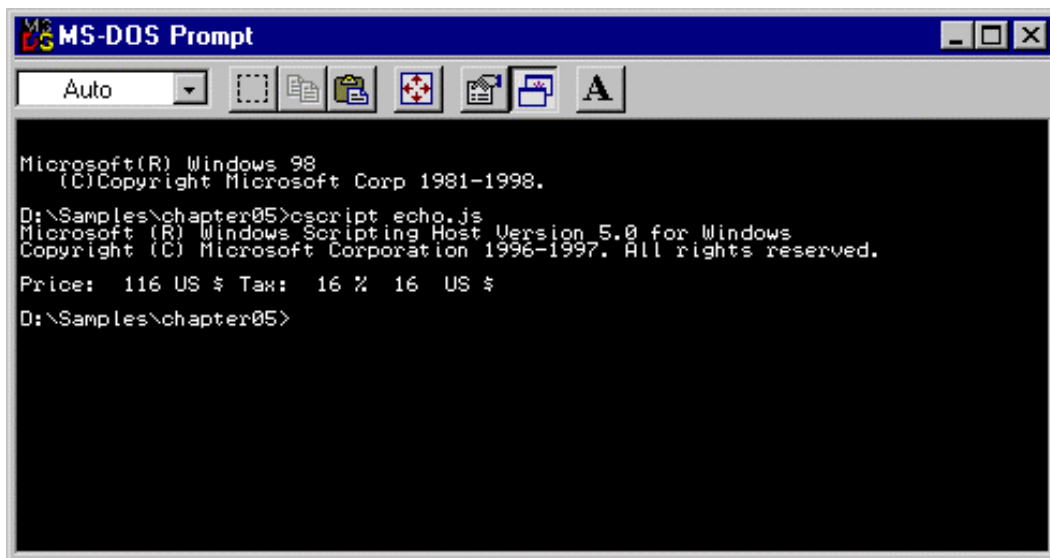 MS-DOS Prompt
Auto
A
Microsoft(R) Windows 98
(C)Copyright Microsoft Corp 1981-1998.
D:\Samples\chapter05>cscript echo.js
Microsoft (R) Windows Scripting Host Version 5.0 for Windows
Copyright (C) Microsoft Corporation 1996-1997. All rights reserved.
Price:  116 US $ Tax:  16 %  16  US $
D:\Samples\chapter05>